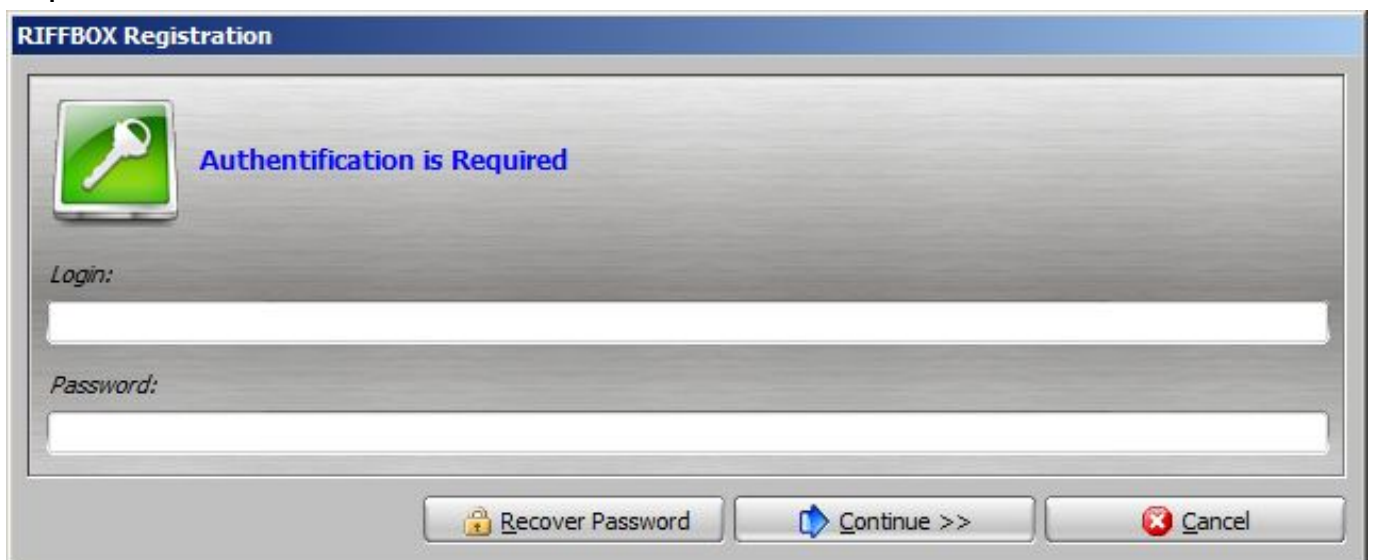 RIFFBOX Registration
Authentification is Required
Login:
Password:
Recover Password
Continue >>
Cancel